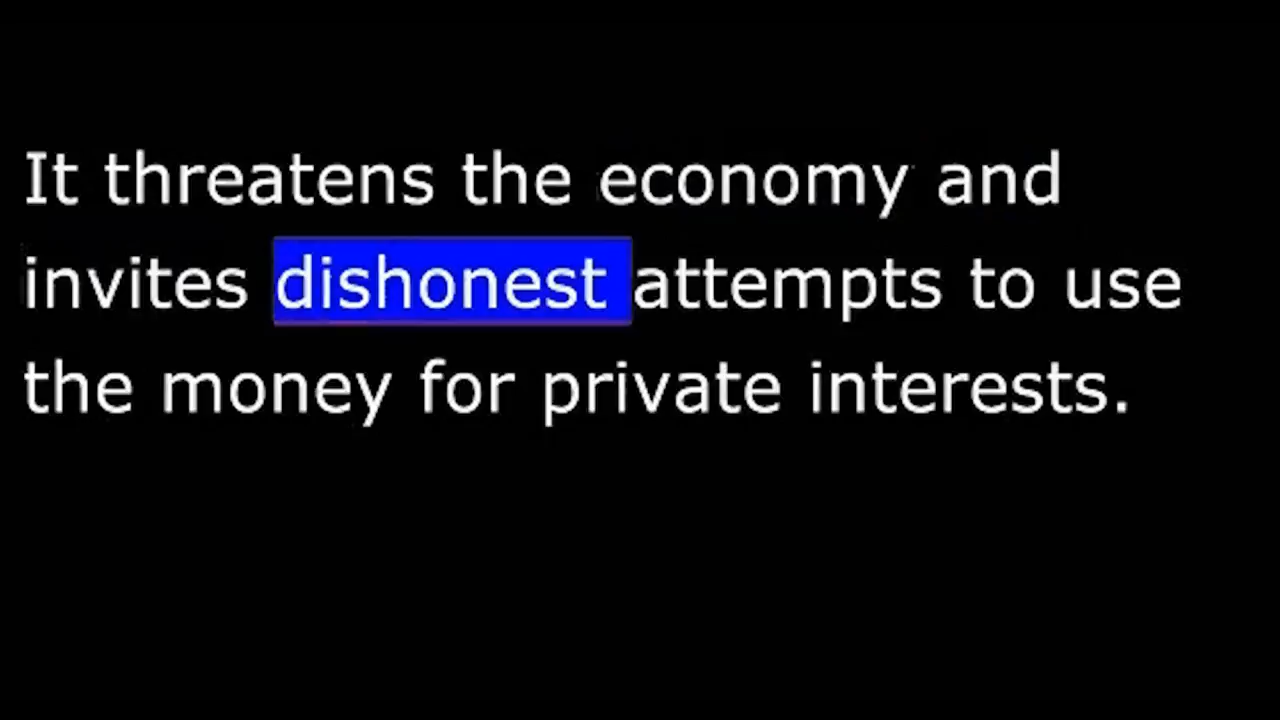 It threatens the economy and
invites dishonest attempts to use
the money for private interests.